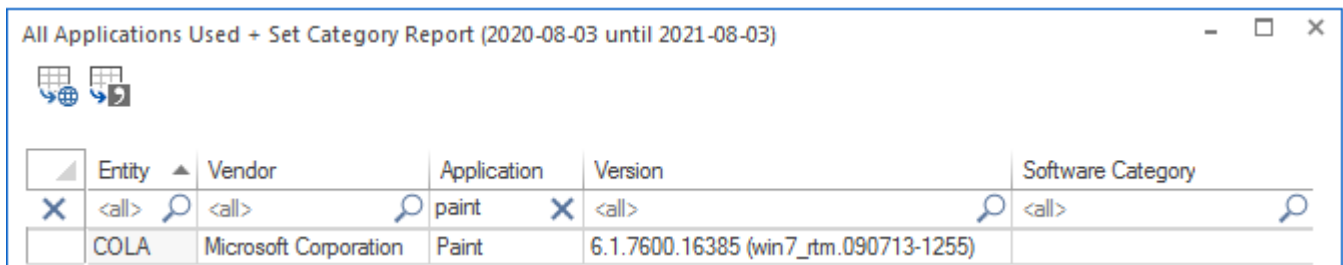 All Applications Used + Set Category Report (2020-08-03 until 2021-08-03)
Entity Vendor Application Version Software Category
<all> <all> paint <all> <all>
COLA Microsoft Corporation Paint 6.1.7600.16385 (win7_rtm.090713-1255)